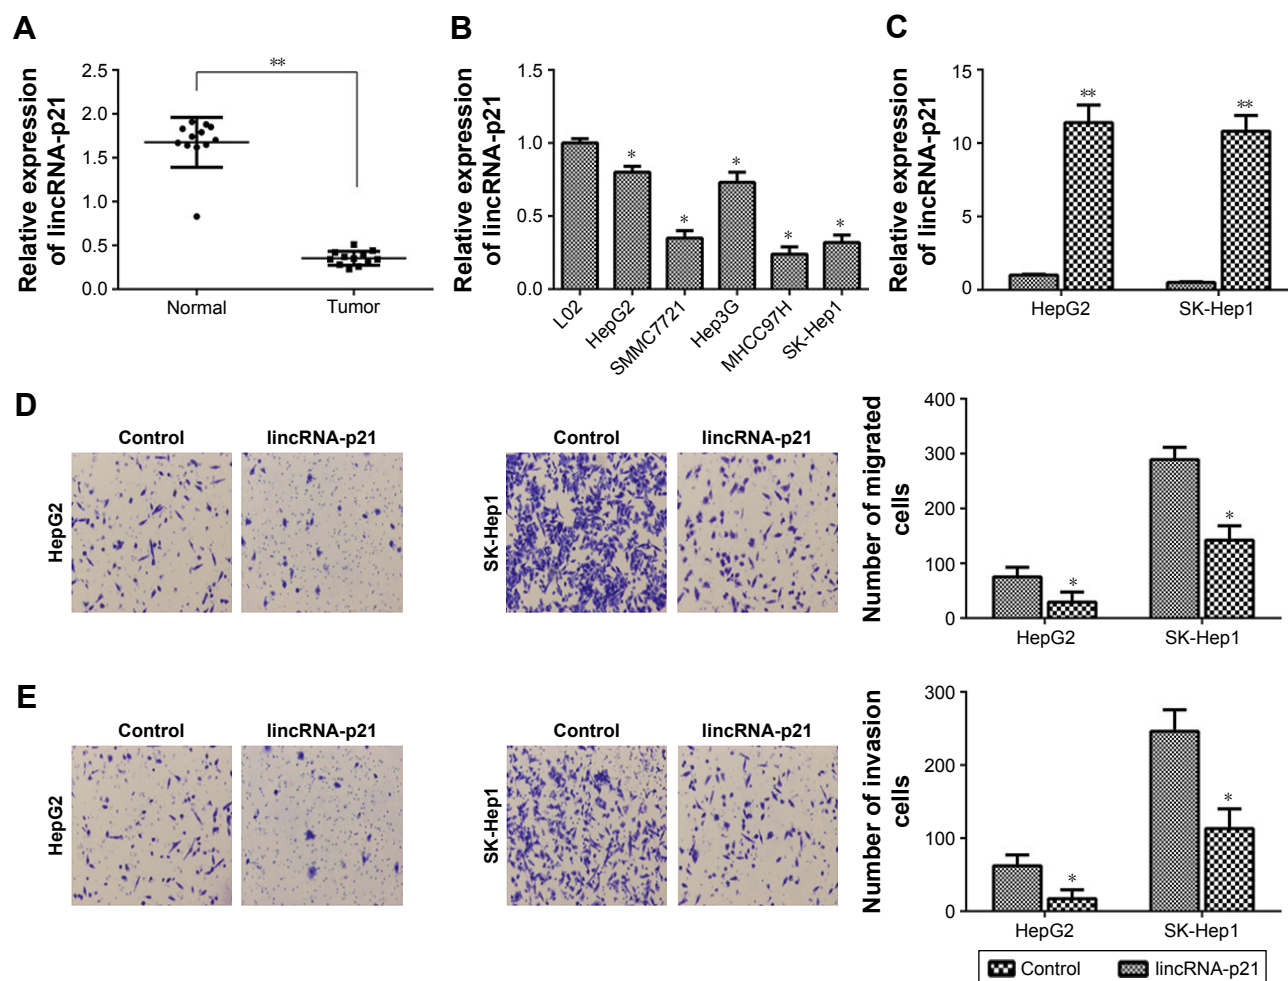 A
Relative expression
of lincRNA-p21
2.5
2.0
1.5
1.0
0.5
0.0
**
Normal
Tumor
B
Relative expression
of lincRNA-p21
1.5
1.0
0.5
0.0
*
*
*
*
*
L02
HepG2
SMMC7721
Hep3G
MHCC97H
SK-Hep1
C
Relative expression
of lincRNA-p21
15
10
5
0
**
**
HepG2
SK-Hep1
D
Control
lincRNA-p21
HepG2
Control
lincRNA-p21
SK-Hep1
Number of migrated
cells
400
300
200
100
0
*
*
HepG2
SK-Hep1
E
Control
lincRNA-p21
HepG2
Control
lincRNA-p21
SK-Hep1
Number of invasion
cells
300
200
100
0
*
*
HepG2
SK-Hep1
Control
lincRNA-p21